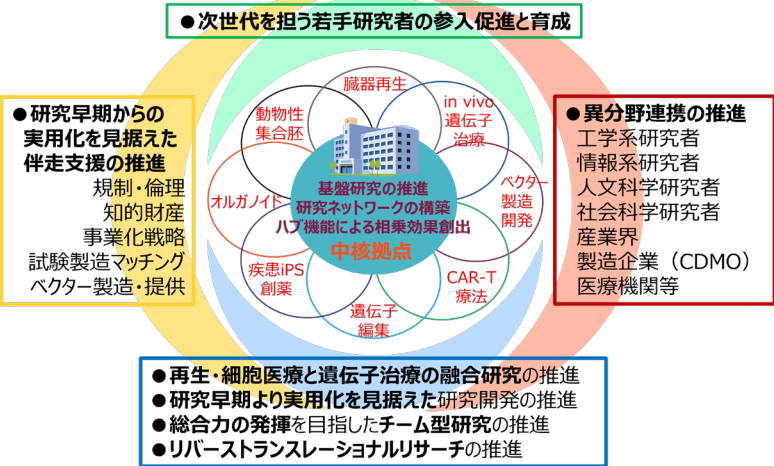 ●次世代を担う若手研究者の参入促進と育成
●研究早期からの
実用化を見据えた
伴走支援の推進
規制・倫理
知的財産
事業化戦略
試験製造マッチング
ベクター製造・提供
臓器再生
in vivo
遺伝子
治療
ベクター
製造
開発
CAR-T
療法
遺伝子
編集
疾患iPS
創薬
オルガノイド
動物性
集合胚
基盤研究の推進
研究ネットワークの構築
ハブ機能による相乗効果創出
中核拠点
●異分野連携の推進
工学系研究者
情報系研究者
人文科学研究者
社会科学研究者
産業界
製造企業（CDMO）
医療機関等
●再生・細胞医療と遺伝子治療の融合研究の推進
●研究早期より実用化を見据えた研究開発の推進
●総合力の発揮を目指したチーム型研究の推進
●リバーストランスレーショナルリサーチの推進